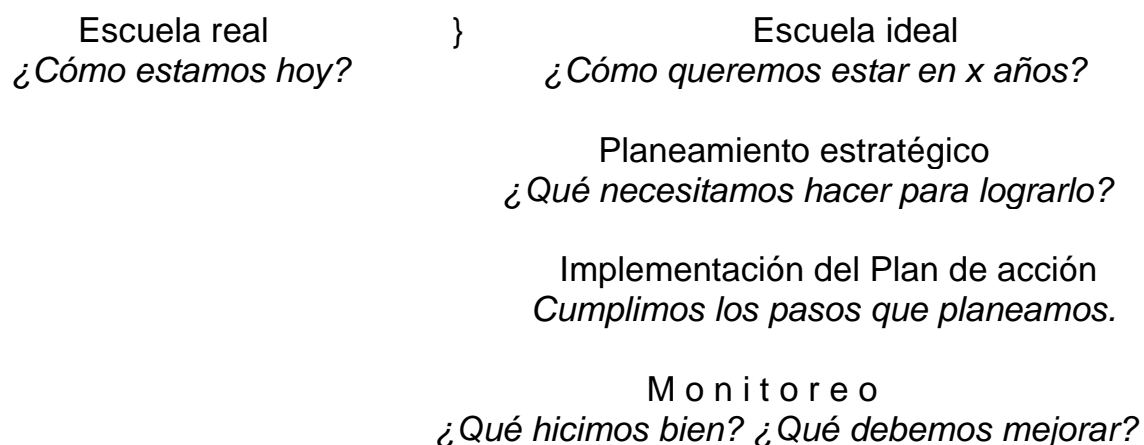 Escuela real } Escuela ideal
¿Cómo estamos hoy? ¿Cómo queremos estar en x años?
Planeamiento estratégico
¿Qué necesitamos hacer para lograrlo?
Implementación del Plan de acción
Cumplimos los pasos que planeamos.
M o n i t o r e o
¿Qué hicimos bien? ¿Qué debemos mejorar?